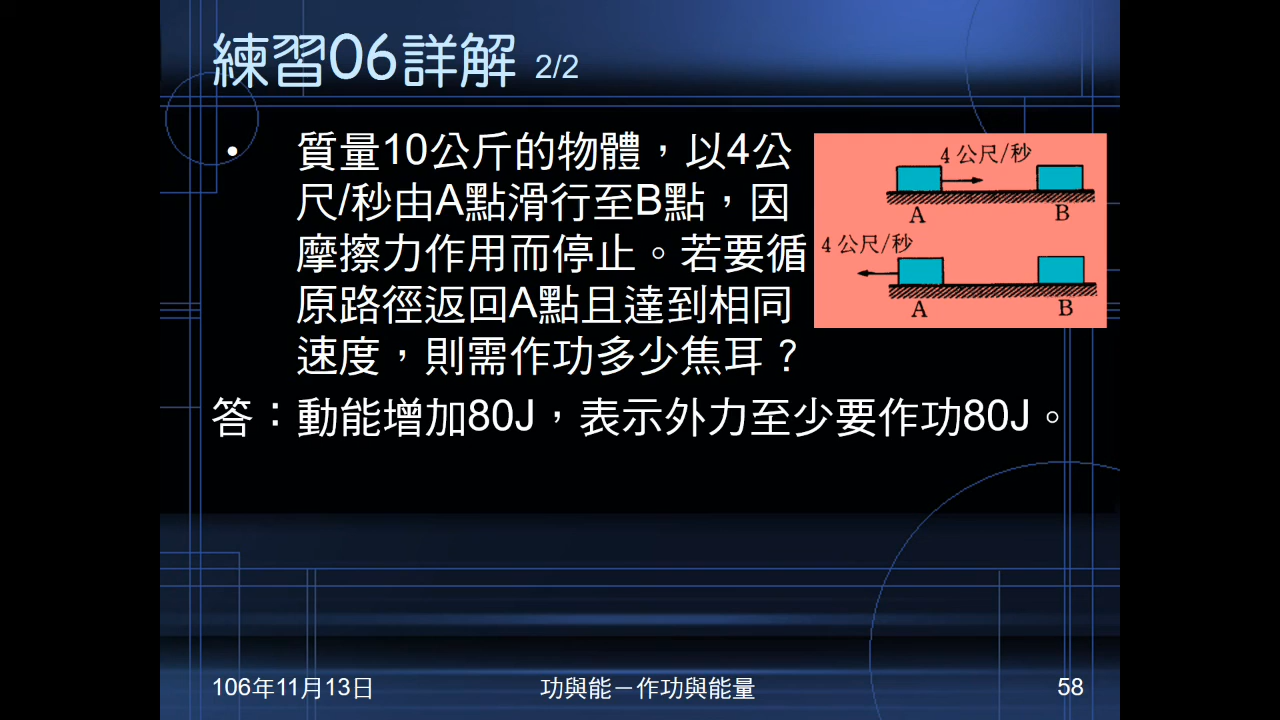 練習06詳解 2/2
• 質量10公斤的物體，以4公
尺/秒由A點滑行至B點，因
摩擦力作用而停止。若要循
原路徑返回A點且達到相同
速度，則需作功多少焦耳？
4 公尺/秒
A B
4 公尺/秒
A B
答：動能增加80J，表示外力至少要作功80J。
106年11月13日
功與能－作功與能量
58